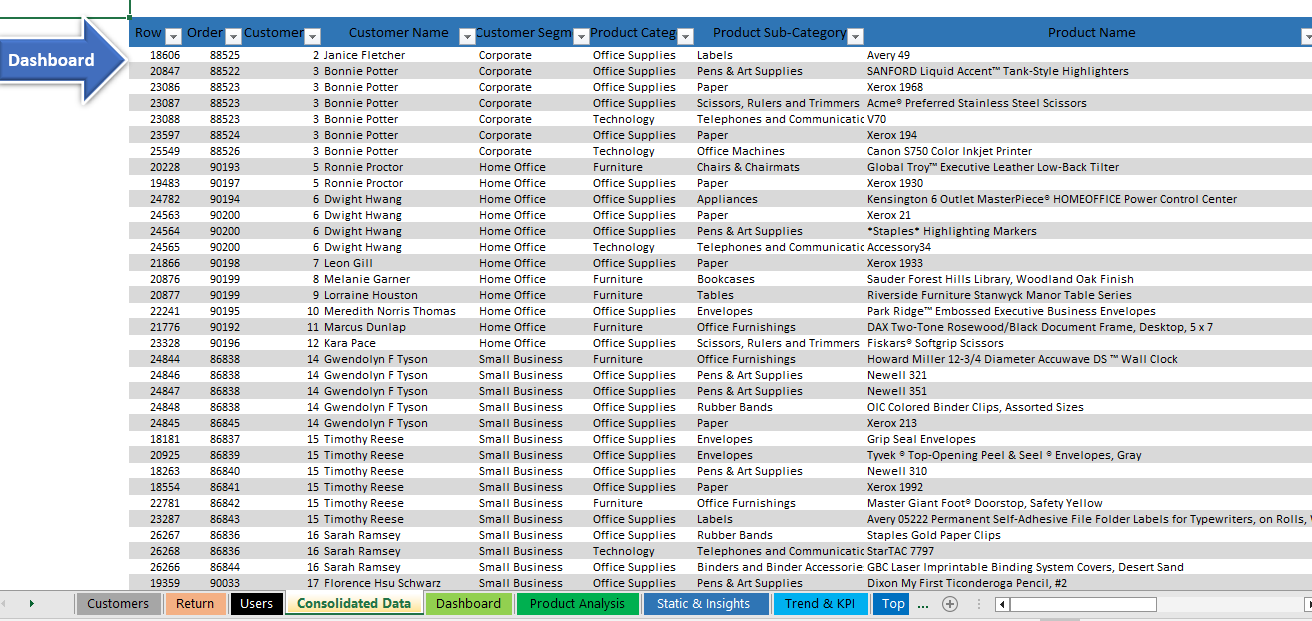 Row Order Customer Customer Name Customer Segm Product Categ Product Sub-Category Product Name
Dashboard
18606 88525 2 Janice Fletcher Corporate Office Supplies Labels Avery 49
20847 88522 3 Bonnie Potter Corporate Office Supplies Pens & Art Supplies SANFORD Liquid Accent™ Tank-Style Highlighters
23086 88523 3 Bonnie Potter Corporate Office Supplies Paper Xerox 1968
23087 88523 3 Bonnie Potter Corporate Office Supplies Scissors, Rulers and Trimmers Acme® Preferred Stainless Steel Scissors
23088 88523 3 Bonnie Potter Corporate Technology Telephones and Communicatic V70
23597 88524 3 Bonnie Potter Corporate Office Supplies Paper Xerox 194
25549 88526 3 Bonnie Potter Corporate Technology Office Machines Canon S750 Color Inkjet Printer
20228 90193 5 Ronnie Proctor Home Office Furniture Chairs & Chairmats Global Troy™ Executive Leather Low-Back Tilter
19483 90197 5 Ronnie Proctor Home Office Office Supplies Paper Xerox 1930
24782 90194 6 Dwight Hwang Home Office Office Supplies Appliances Kensington 6 Outlet MasterPiece® HOMEOFFICE Power Control Center
24563 90200 6 Dwight Hwang Home Office Office Supplies Paper Xerox 21
24564 90200 6 Dwight Hwang Home Office Office Supplies Pens & Art Supplies *Staples* Highlighting Markers
24565 90200 6 Dwight Hwang Home Office Technology Telephones and Communicatic Accessory34
21866 90198 7 Leon Gill Home Office Office Supplies Paper Xerox 1933
20876 90199 8 Melanie Garner Home Office Furniture Bookcases Sauder Forest Hills Library, Woodland Oak Finish
20877 90199 9 Lorraine Houston Home Office Furniture Tables Riverside Furniture Stanwyck Manor Table Series
22241 90195 10 Meredith Norris Thomas Home Office Office Supplies Envelopes Park Ridge™ Embossed Executive Business Envelopes
21776 90192 11 Marcus Dunlap Home Office Furniture Office Furnishings DAX Two-Tone Rosewood/Black Document Frame, Desktop, 5 x 7
23328 90196 12 Kara Pace Home Office Office Supplies Scissors, Rulers and Trimmers Fiskars® Softgrip Scissors
24844 86838 14 Gwendolyn F Tyson Small Business Furniture Office Furnishings Howard Miller 12-3/4 Diameter Accuwave DS ™ Wall Clock
24846 86838 14 Gwendolyn F Tyson Small Business Office Supplies Pens & Art Supplies Newell 321
24847 86838 14 Gwendolyn F Tyson Small Business Office Supplies Pens & Art Supplies Newell 351
24848 86838 14 Gwendolyn F Tyson Small Business Office Supplies Rubber Bands OIC Colored Binder Clips, Assorted Sizes
24845 86845 14 Gwendolyn F Tyson Small Business Office Supplies Paper Xerox 213
18181 86837 15 Timothy Reese Small Business Office Supplies Envelopes Grip Seal Envelopes
20925 86839 15 Timothy Reese Small Business Office Supplies Envelopes Tyvek ® Top-Opening Peel & Seel ® Envelopes, Gray
18263 86840 15 Timothy Reese Small Business Office Supplies Pens & Art Supplies Newell 310
18554 86841 15 Timothy Reese Small Business Office Supplies Paper Xerox 1992
22781 86842 15 Timothy Reese Small Business Furniture Office Furnishings Master Giant Foot® Doorstop, Safety Yellow
23287 86843 15 Timothy Reese Small Business Office Supplies Labels Avery 05222 Permanent Self-Adhesive File Folder Labels for Typewriters, on Rolls,
26267 86836 16 Sarah Ramsey Small Business Office Supplies Rubber Bands Staples Gold Paper Clips
26268 86836 16 Sarah Ramsey Small Business Technology Telephones and Communicatic StarTAC 7797
26266 86844 16 Sarah Ramsey Small Business Office Supplies Binders and Binder Accessorie GBC Laser Imprintable Binding System Covers, Desert Sand
19359 90033 17 Florence Hsu Schwarz Small Business Office Supplies Pens & Art Supplies Dixon My First Ticonderoga Pencil, #2
Customers Return Users Consolidated Data Dashboard Product Analysis Static & Insights Trend & KPI Top ...